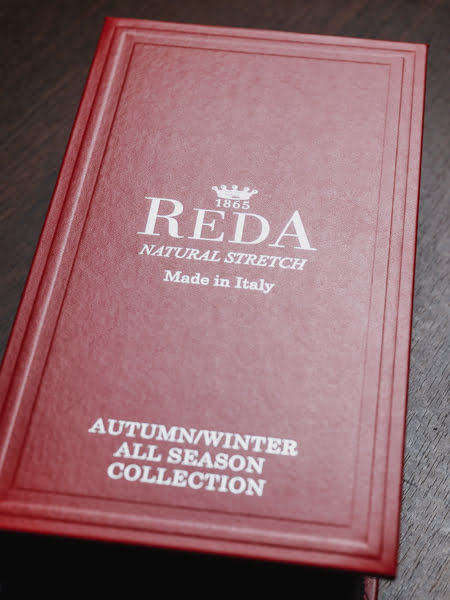 1865
REDA
NATURAL STRETCH
Made in Italy
AUTUMN/WINTER
ALL SEASON
COLLECTION